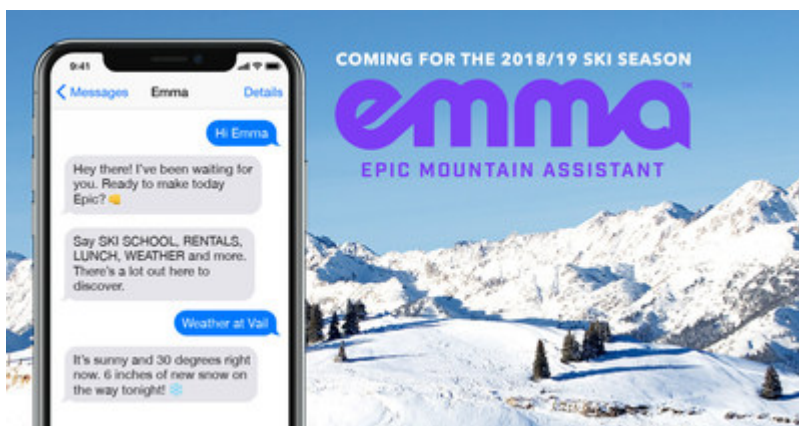 COMING FOR THE 2018/19 SKI SEASON
emma™
EPIC MOUNTAIN ASSISTANT
9:41
Messages Emma Details
Hi Emma
Hey there! I've been waiting for
you. Ready to make today
Epic? 👊
Say SKI SCHOOL, RENTALS,
LUNCH, WEATHER and more.
There's a lot out here to
discover.
Weather at Vail
It's sunny and 30 degrees right
now. 6 inches of new snow on
the way tonight! ❄️